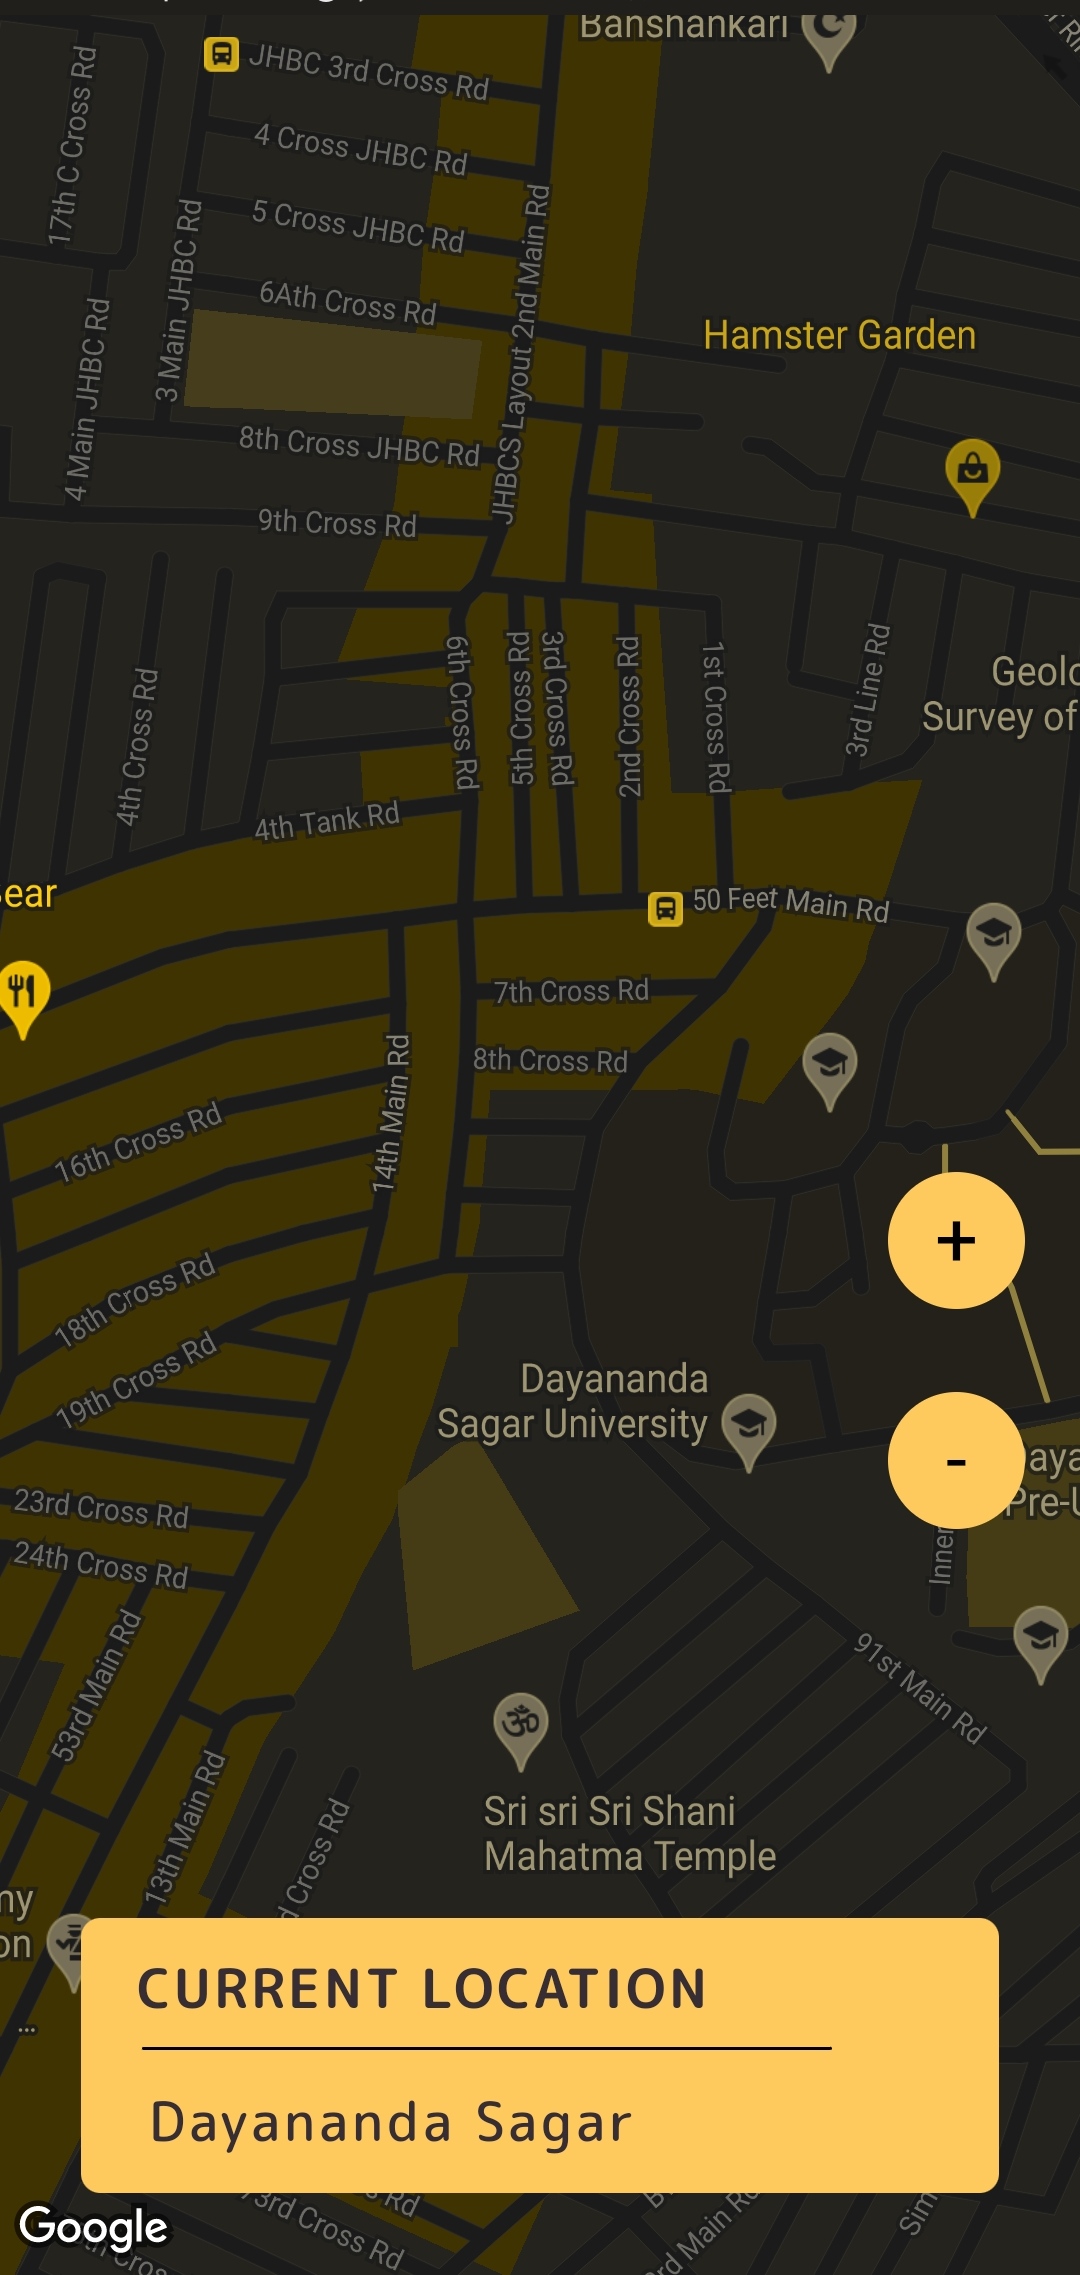 Banshankari
JHBC 3rd Cross Rd
17th C Cross Rd
4 Cross JHBC Rd
5 Cross JHBC Rd
3 Main JHBC Rd
JHBCS Layout 2nd Main Rd
6Ath Cross Rd
4 Main JHBC Rd
Hamster Garden
8th Cross JHBC Rd
9th Cross Rd
6th Cross Rd
5th Cross Rd
3rd Cross Rd
2nd Cross Rd
1st Cross Rd
3rd Line Rd
Survey of
4th Cross Rd
4th Tank Rd
50 Feet Main Rd
7th Cross Rd
8th Cross Rd
14th Main Rd
16th Cross Rd
+
18th Cross Rd
19th Cross Rd
Dayananda
Sagar University
-
23rd Cross Rd
24th Cross Rd
Inner
53rd Main Rd
91st Main Rd
13th Main Rd
Sri sri Sri Shani
Mahatma Temple
Cross Rd
CURRENT LOCATION
Dayananda Sagar
Google
73rd Cross Rd
Rd